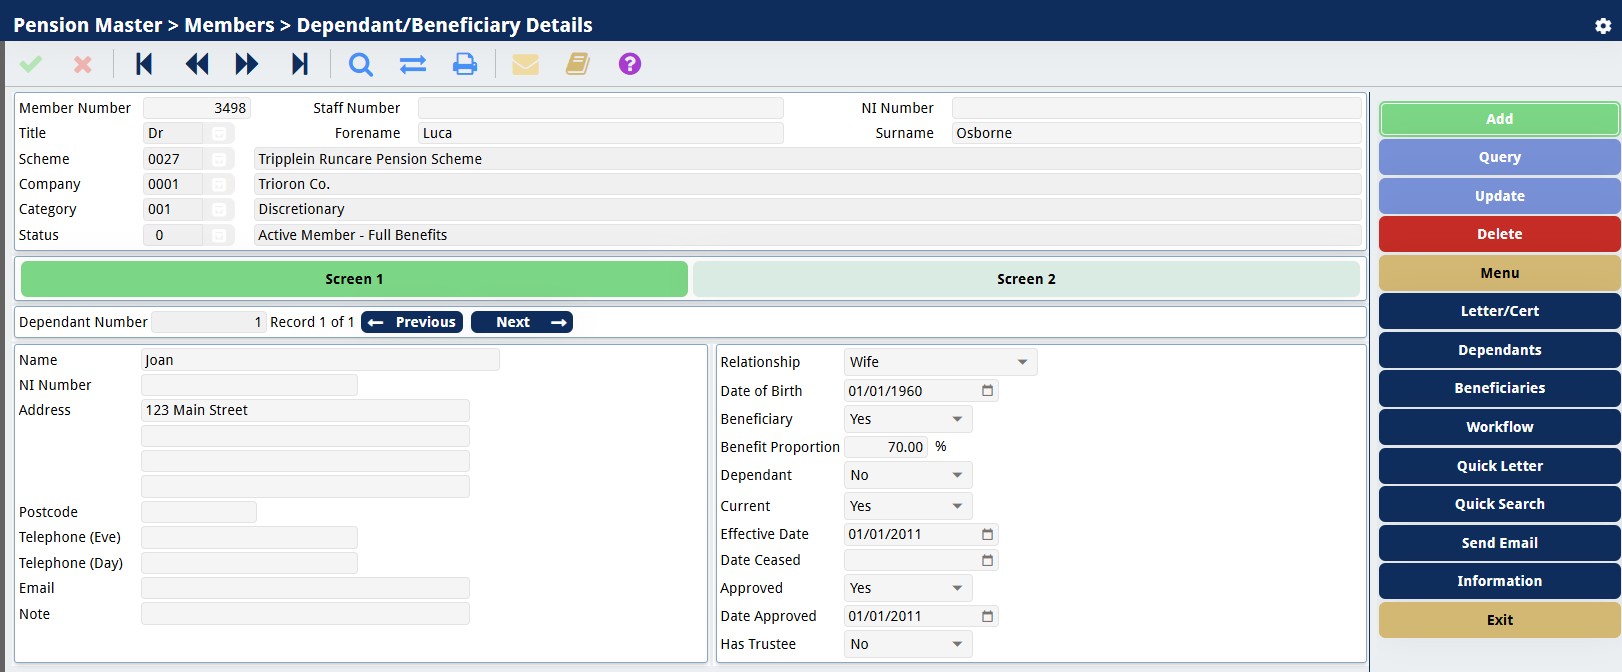 Pension Master > Members > Dependant/Beneficiary Details
?
Member Number 3498 Staff Number NI Number
Title Dr Forename Luca Surname Osborne
Scheme 0027 Tripplein Runcare Pension Scheme
Company 0001 Trioron Co.
Category 001 Discretionary
Status 0 Active Member - Full Benefits
Screen 1 Screen 2
Dependant Number 1 Record 1 of 1 Previous Next
Name Joan
NI Number
Address 123 Main Street
Postcode
Telephone (Eve)
Telephone (Day)
Email
Note
Relationship Wife
Date of Birth 01/01/1960
Beneficiary Yes
Benefit Proportion 70.00 %
Dependant No
Current Yes
Effective Date 01/01/2011
Date Ceased
Approved Yes
Date Approved 01/01/2011
Has Trustee No
Add
Query
Update
Delete
Menu
Letter/Cert
Dependants
Beneficiaries
Workflow
Quick Letter
Quick Search
Send Email
Information
Exit